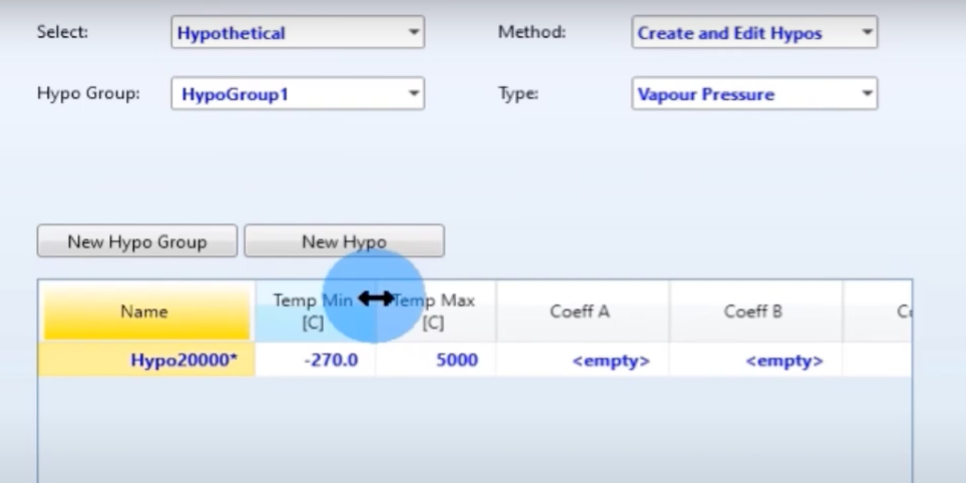 Select: Hypothetical Method: Create and Edit Hypos
Hypo Group: HypoGroup1 Type: Vapour Pressure
New Hypo Group New Hypo
Name Temp Min [C] Temp Max [C] Coeff A Coeff B
Hypo20000* -270.0 5000 <empty> <empty>